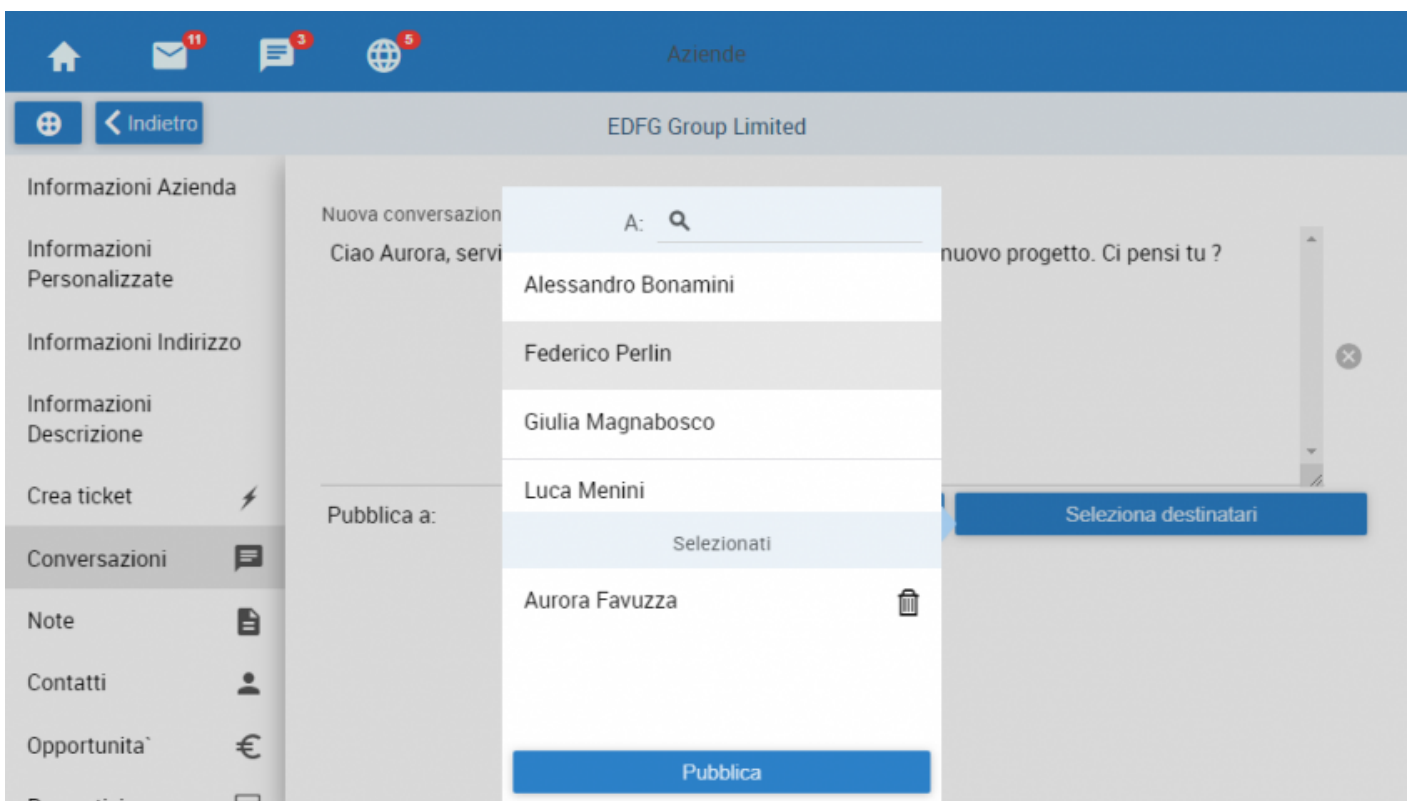 11
3
5
Aziende
Indietro
EDFG Group Limited
Informazioni Azienda
Informazioni
Personalizzate
Informazioni Indirizzo
Informazioni
Descrizione
Crea ticket
Conversazioni
Note
Contatti
Opportunita`
€
Nuova conversazion
Ciao Aurora, servi
nuovo progetto. Ci pensi tu ?
Pubblica a:
Seleziona destinatari
A:
Alessandro Bonamini
Federico Perlin
Giulia Magnabosco
Luca Menini
Selezionati
Aurora Favuzza
Pubblica